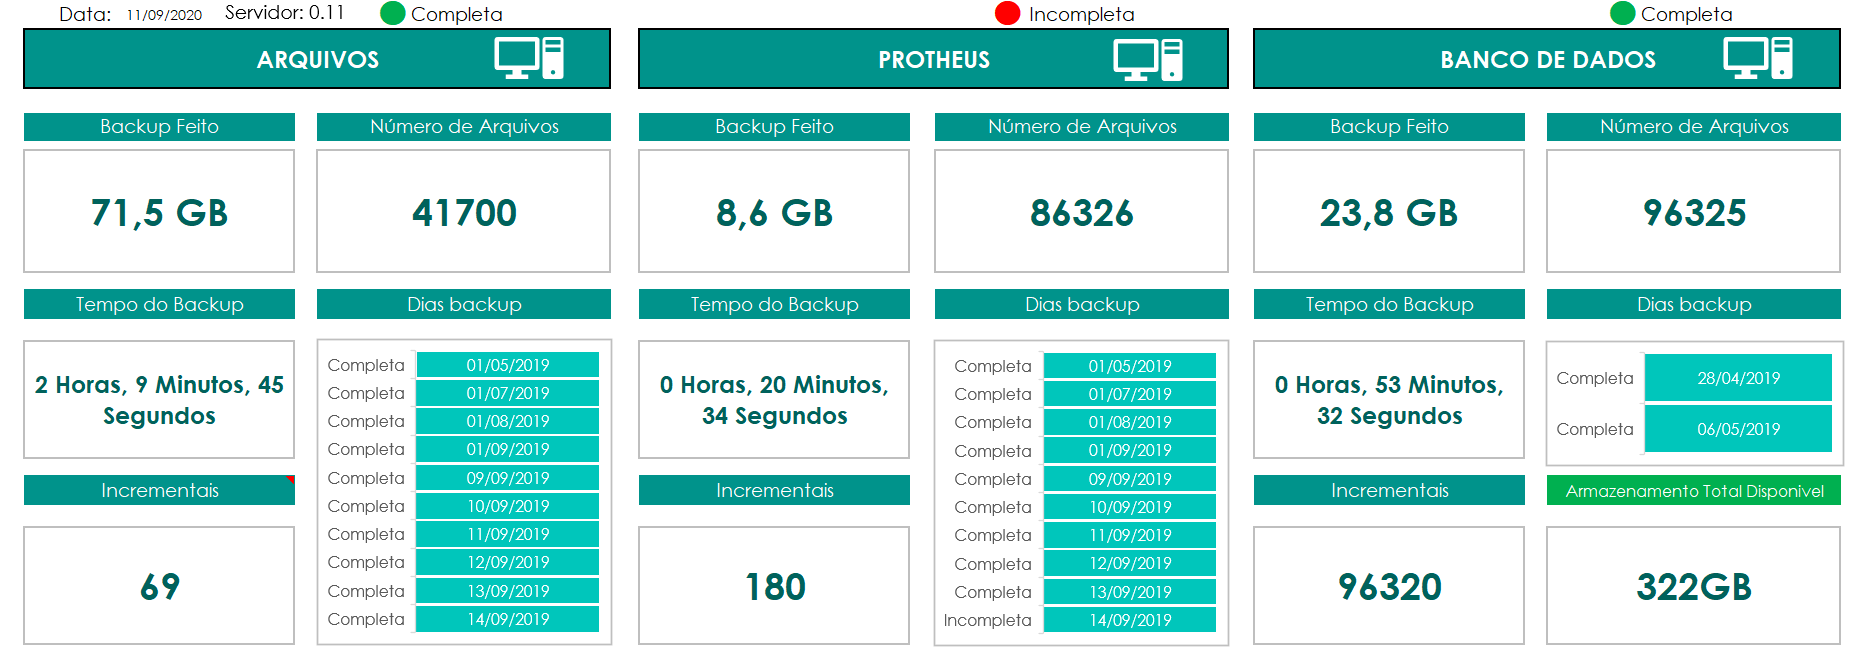 Data: 11/09/2020 Servidor: 0.11 Completa
Incompleta
Completa
ARQUIVOS
PROTHEUS
BANCO DE DADOS
Backup Feito
Número de Arquivos
Backup Feito
Número de Arquivos
Backup Feito
Número de Arquivos
71,5 GB
41700
8,6 GB
86326
23,8 GB
96325
Tempo do Backup
Dias backup
Tempo do Backup
Dias backup
Tempo do Backup
Dias backup
2 Horas, 9 Minutos, 45
Segundos
Completa 01/05/2019
Completa 01/07/2019
Completa 01/08/2019
Completa 01/09/2019
Completa 09/09/2019
Completa 10/09/2019
Completa 11/09/2019
Completa 12/09/2019
Completa 13/09/2019
Completa 14/09/2019
0 Horas, 20 Minutos,
34 Segundos
Completa 01/05/2019
Completa 01/07/2019
Completa 01/08/2019
Completa 01/09/2019
Completa 09/09/2019
Completa 10/09/2019
Completa 11/09/2019
Completa 12/09/2019
Completa 13/09/2019
Incompleta 14/09/2019
0 Horas, 53 Minutos,
32 Segundos
Completa 28/04/2019
Completa 06/05/2019
Incrementais
Incrementais
Incrementais
Armazenamento Total Disponivel
69
180
96320
322GB